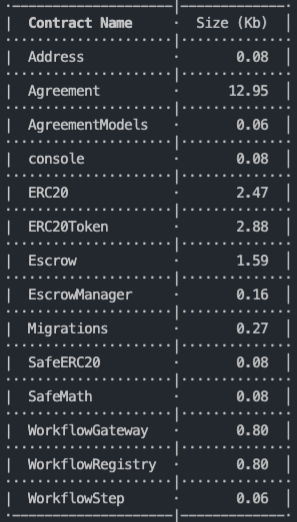 Contract Name Size (Kb)
Address 0.08
Agreement 12.95
AgreementModels 0.06
console 0.08
ERC20 2.47
ERC20Token 2.88
Escrow 1.59
EscrowManager 0.16
Migrations 0.27
SafeERC20 0.08
SafeMath 0.08
WorkflowGateway 0.80
WorkflowRegistry 0.80
WorkflowStep 0.06